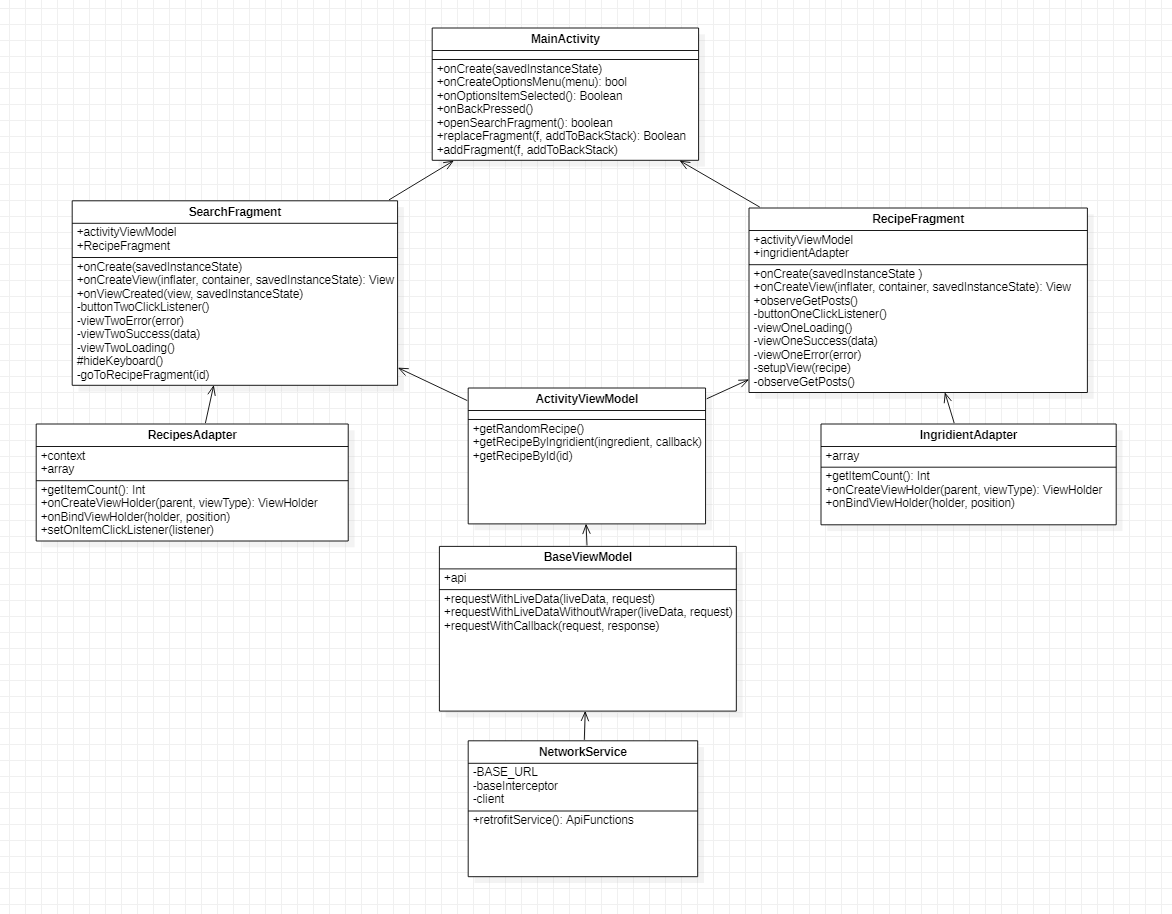 MainActivity
+onCreate(savedInstanceState)
+onCreateOptionsMenu(menu): bool
+onOptionsItemSelected(): Boolean
+onBackPressed()
+openSearchFragment(): boolean
+replaceFragment(f, addToBackStack): Boolean
+addFragment(f, addToBackStack)
SearchFragment
+activityViewModel
+RecipeFragment
+onCreate(savedInstanceState)
+onCreateView(inflater, container, savedInstanceState): View
+onViewCreated(view, savedInstanceState)
-buttonTwoClickListener()
-viewTwoError(error)
-viewTwoSuccess(data)
-viewTwoLoading()
#hideKeyboard()
-goToRecipeFragment(id)
RecipeFragment
+activityViewModel
+ingridientAdapter
+onCreate(savedInstanceState )
+onCreateView(inflater, container, savedInstanceState): View
+observeGetPosts()
-buttonOneClickListener()
-viewOneLoading()
-viewOneSuccess(data)
-viewOneError(error)
-setupView(recipe)
-observeGetPosts()
ActivityViewModel
+getRandomRecipe()
+getRecipeByIngridient(ingredient, callback)
+getRecipeById(id)
RecipesAdapter
+context
+array
+getItemCount(): Int
+onCreateViewHolder(parent, viewType): ViewHolder
+onBindViewHolder(holder, position)
+setOnItemClickListener(listener)
IngridientAdapter
+array
+getItemCount(): Int
+onCreateViewHolder(parent, viewType): ViewHolder
+onBindViewHolder(holder, position)
BaseViewModel
+api
+requestWithLiveData(liveData, request)
+requestWithLiveDataWithoutWraper(liveData, request)
+requestWithCallback(request, response)
NetworkService
-BASE_URL
-baseInterceptor
-client
+retrofitService(): ApiFunctions